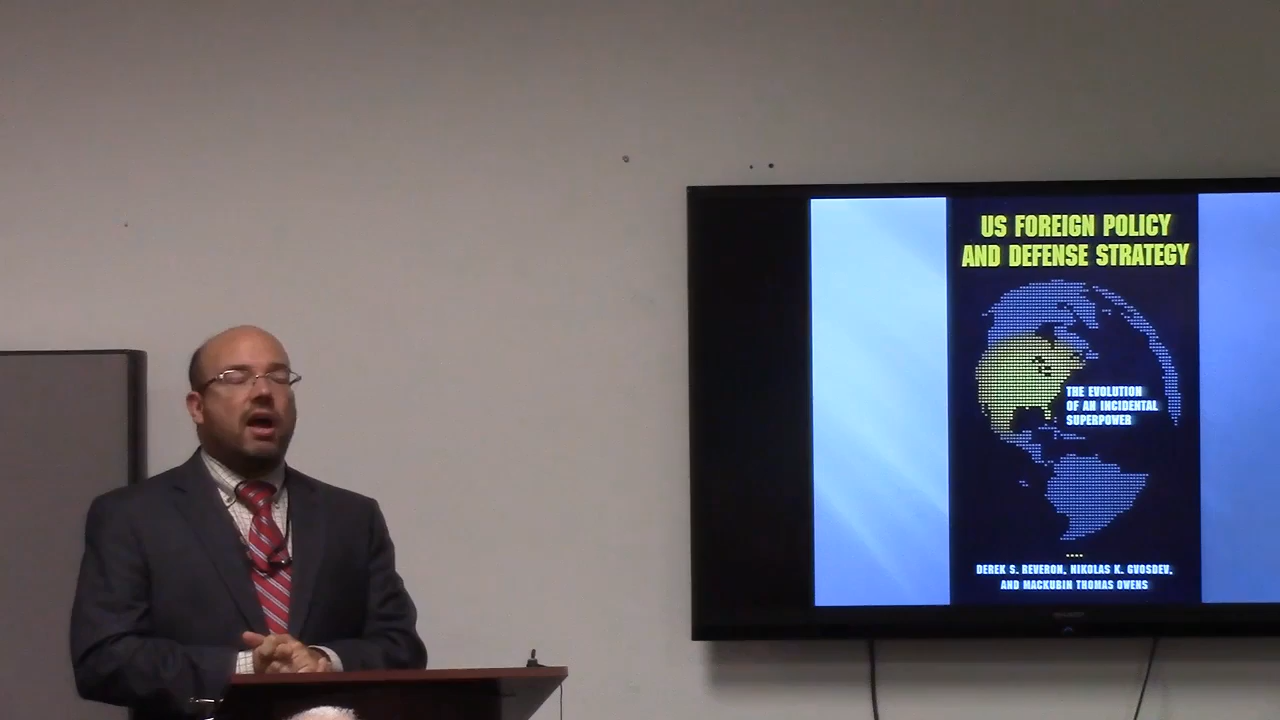 US FOREIGN POLICY
AND DEFENSE STRATEGY
THE EVOLUTION
OF AN INCIDENTAL
SUPERPOWER
DEREK S. REVERON, NIKOLAS K. GVOSDEV,
AND MACKUBIN THOMAS OWENS